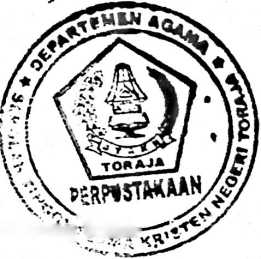 ★ DEPARTEMEN AGAMA ★
TORAJA
PERPUSTAKAAN
KRISTEN NEGERI TORAJA